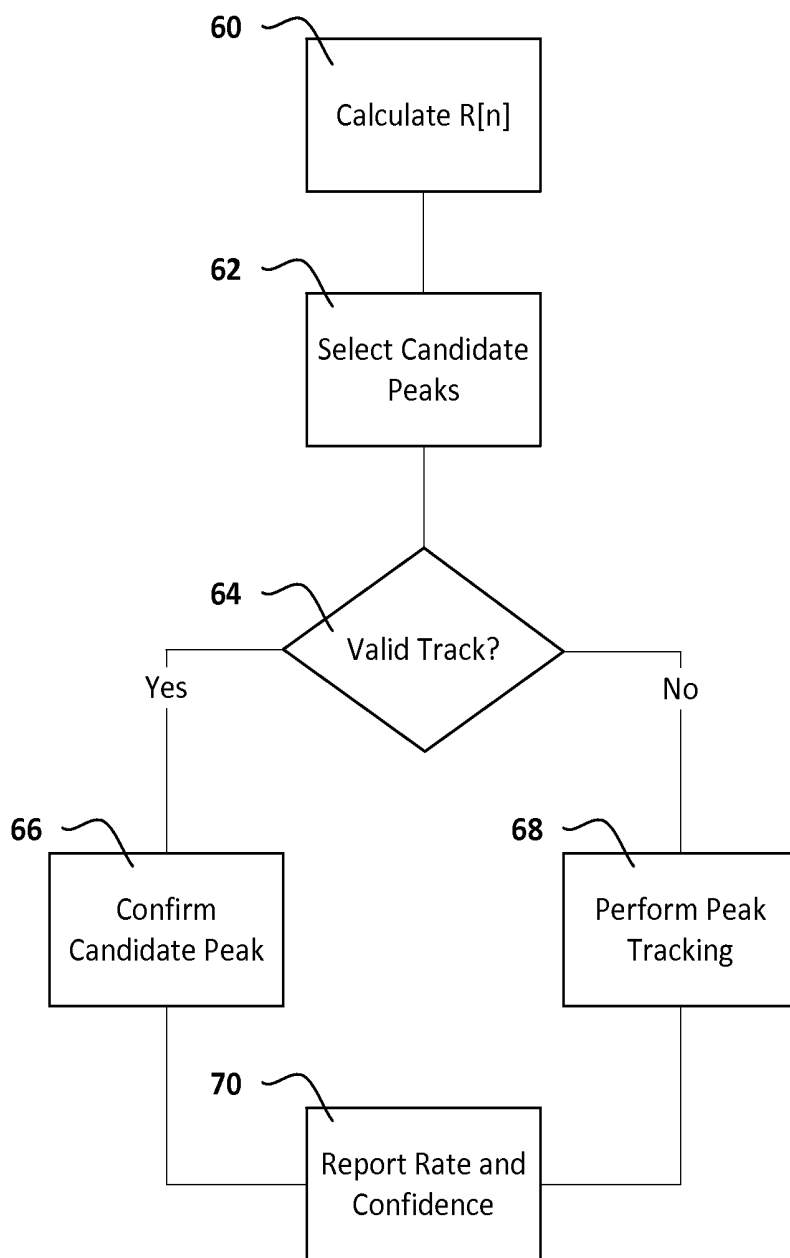 60
Calculate R[n]
62
Select Candidate
Peaks
64
Valid Track?
Yes
No
66
Confirm
Candidate Peak
68
Perform Peak
Tracking
70
Report Rate and
Confidence